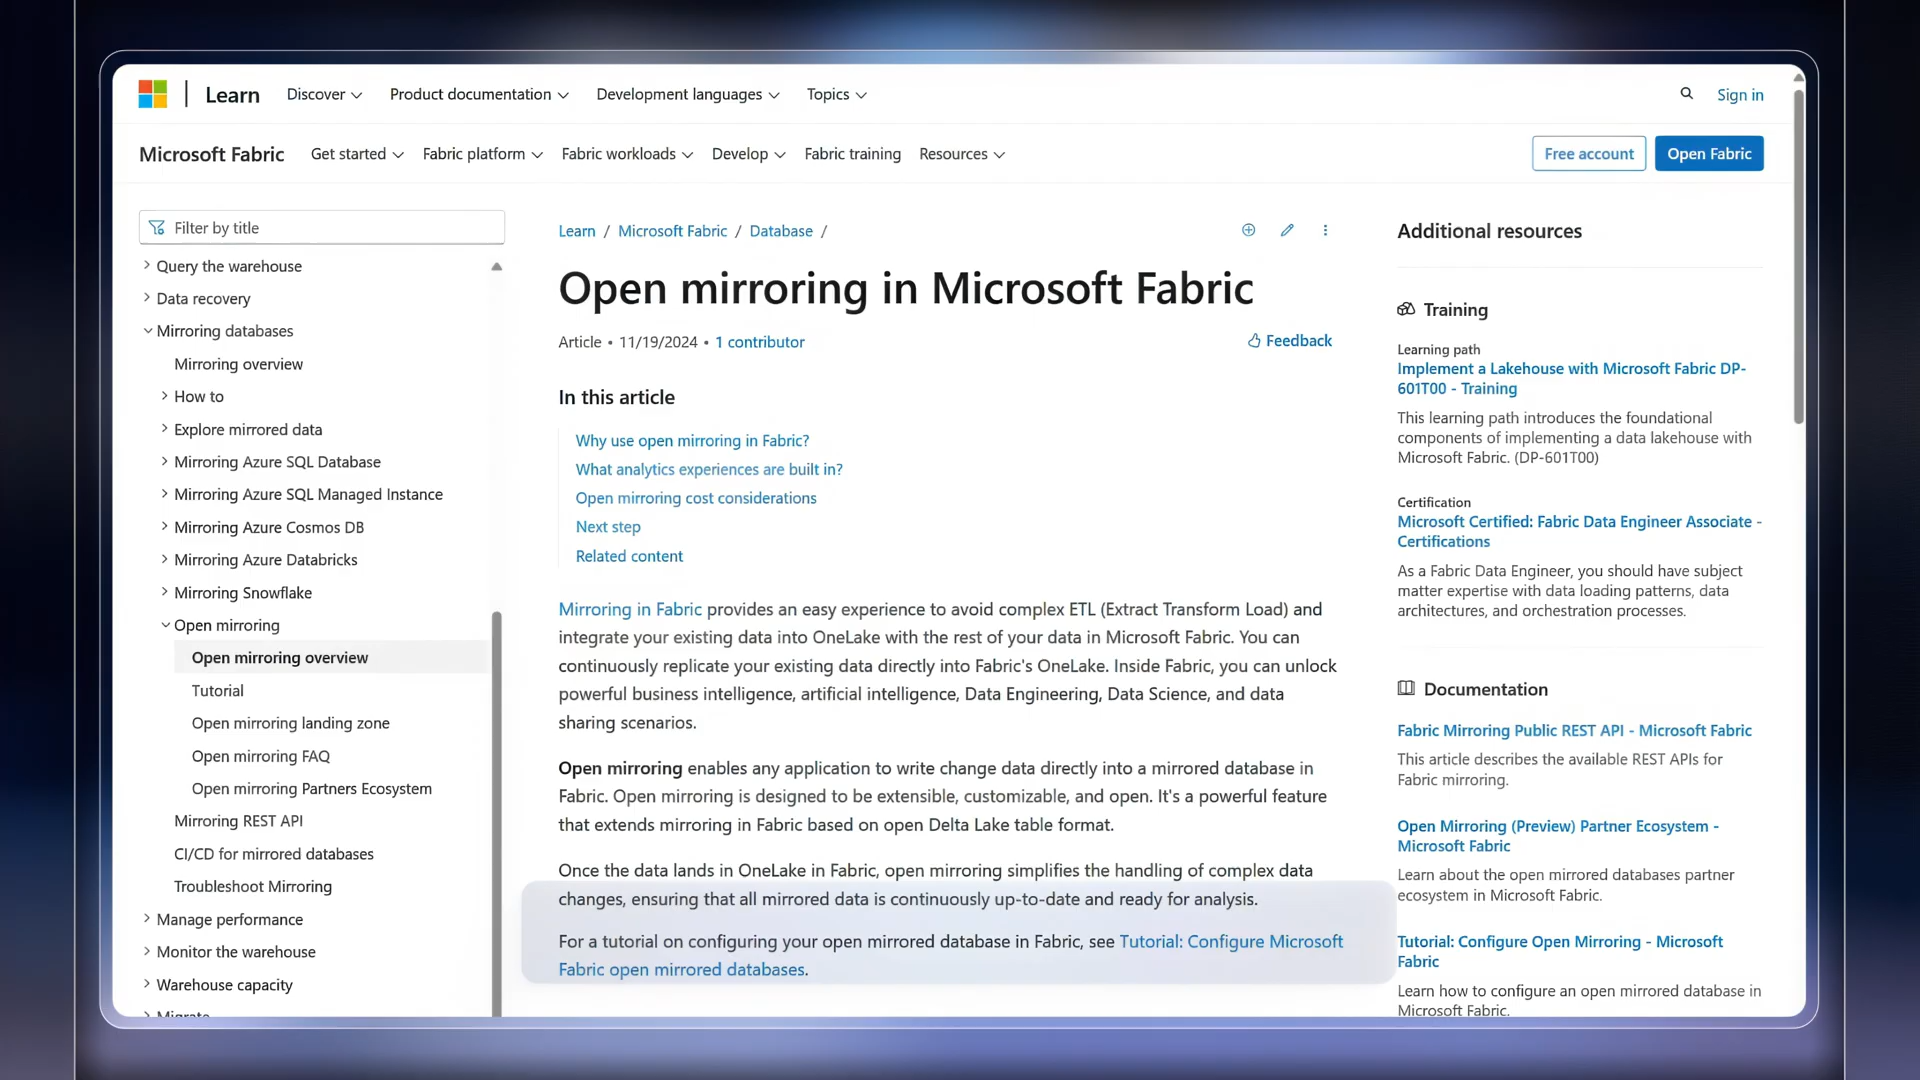 Learn
Discover
Product documentation
Development languages
Topics
Sign in
Microsoft Fabric
Get started
Fabric platform
Fabric workloads
Develop
Fabric training
Resources
Free account
Open Fabric
Filter by title
Query the warehouse
Data recovery
Mirroring databases
Mirroring overview
How to
Explore mirrored data
Mirroring Azure SQL Database
Mirroring Azure SQL Managed Instance
Mirroring Azure Cosmos DB
Mirroring Azure Databricks
Mirroring Snowflake
Open mirroring
Open mirroring overview
Tutorial
Open mirroring landing zone
Open mirroring FAQ
Open mirroring Partners Ecosystem
Mirroring REST API
CI/CD for mirrored databases
Troubleshoot Mirroring
Manage performance
Monitor the warehouse
Warehouse capacity
Migrate
Learn / Microsoft Fabric / Database /
Open mirroring in Microsoft Fabric
Article • 11/19/2024 • 1 contributor
Feedback
In this article
Why use open mirroring in Fabric?
What analytics experiences are built in?
Open mirroring cost considerations
Next step
Related content
Mirroring in Fabric provides an easy experience to avoid complex ETL (Extract Transform Load) and
integrate your existing data into OneLake with the rest of your data in Microsoft Fabric. You can
continuously replicate your existing data directly into Fabric's OneLake. Inside Fabric, you can unlock
powerful business intelligence, artificial intelligence, Data Engineering, Data Science, and data
sharing scenarios.
Open mirroring enables any application to write change data directly into a mirrored database in
Fabric. Open mirroring is designed to be extensible, customizable, and open. It's a powerful feature
that extends mirroring in Fabric based on open Delta Lake table format.
Once the data lands in OneLake in Fabric, open mirroring simplifies the handling of complex data
changes, ensuring that all mirrored data is continuously up-to-date and ready for analysis.
For a tutorial on configuring your open mirrored database in Fabric, see Tutorial: Configure Microsoft
Fabric open mirrored databases.
Additional resources
Training
Learning path
Implement a Lakehouse with Microsoft Fabric DP-
601T00 - Training
This learning path introduces the foundational
components of implementing a data lakehouse with
Microsoft Fabric. (DP-601T00)
Certification
Microsoft Certified: Fabric Data Engineer Associate -
Certifications
As a Fabric Data Engineer, you should have subject
matter expertise with data loading patterns, data
architectures, and orchestration processes.
Documentation
Fabric Mirroring Public REST API - Microsoft Fabric
This article describes the available REST APIs for
Fabric mirroring.
Open Mirroring (Preview) Partner Ecosystem -
Microsoft Fabric
Learn about the open mirrored databases partner
ecosystem in Microsoft Fabric.
Tutorial: Configure Open Mirroring - Microsoft
Fabric
Learn how to configure an open mirrored database in
Microsoft Fabric.